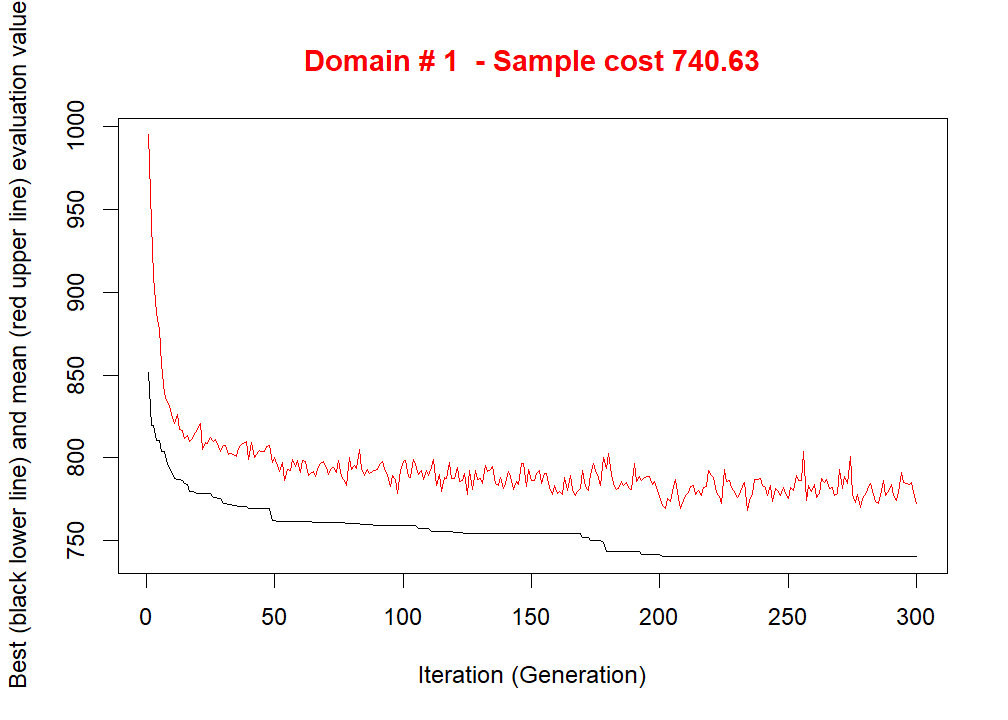 Domain # 1  - Sample cost 740.63
Best (black lower line) and mean (red upper line) evaluation value
1000
950
900
850
800
750
0 50 100 150 200 250 300
Iteration (Generation)